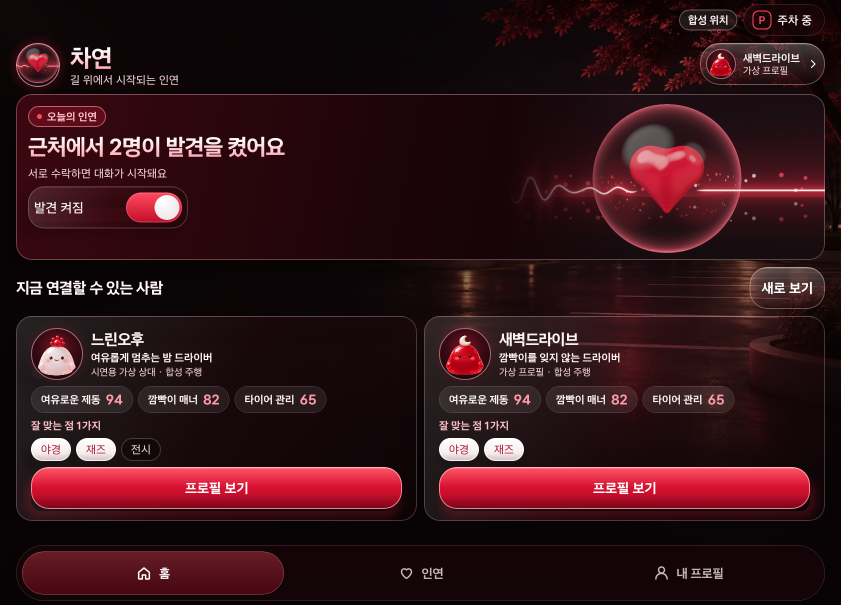 합성 위치
P 주차 중
차연
길 위에서 시작되는 인연
새벽드라이브
가상 프로필
오늘의 인연
근처에서 2명이 발견을 켰어요
서로 수락하면 대화가 시작돼요
발견 켜짐
지금 연결할 수 있는 사람
새로 보기
느린오후
여유롭게 멈추는 밤 드라이버
시연용 가상 상대 · 합성 주행
여유로운 제동 94
깜빡이 매너 82
타이어 관리 65
잘 맞는 점 1가지
야경
재즈
전시
프로필 보기
새벽드라이브
깜빡이를 잊지 않는 드라이버
가상 프로필 · 합성 주행
여유로운 제동 94
깜빡이 매너 82
타이어 관리 65
잘 맞는 점 1가지
야경
재즈
프로필 보기
홈
인연
내 프로필